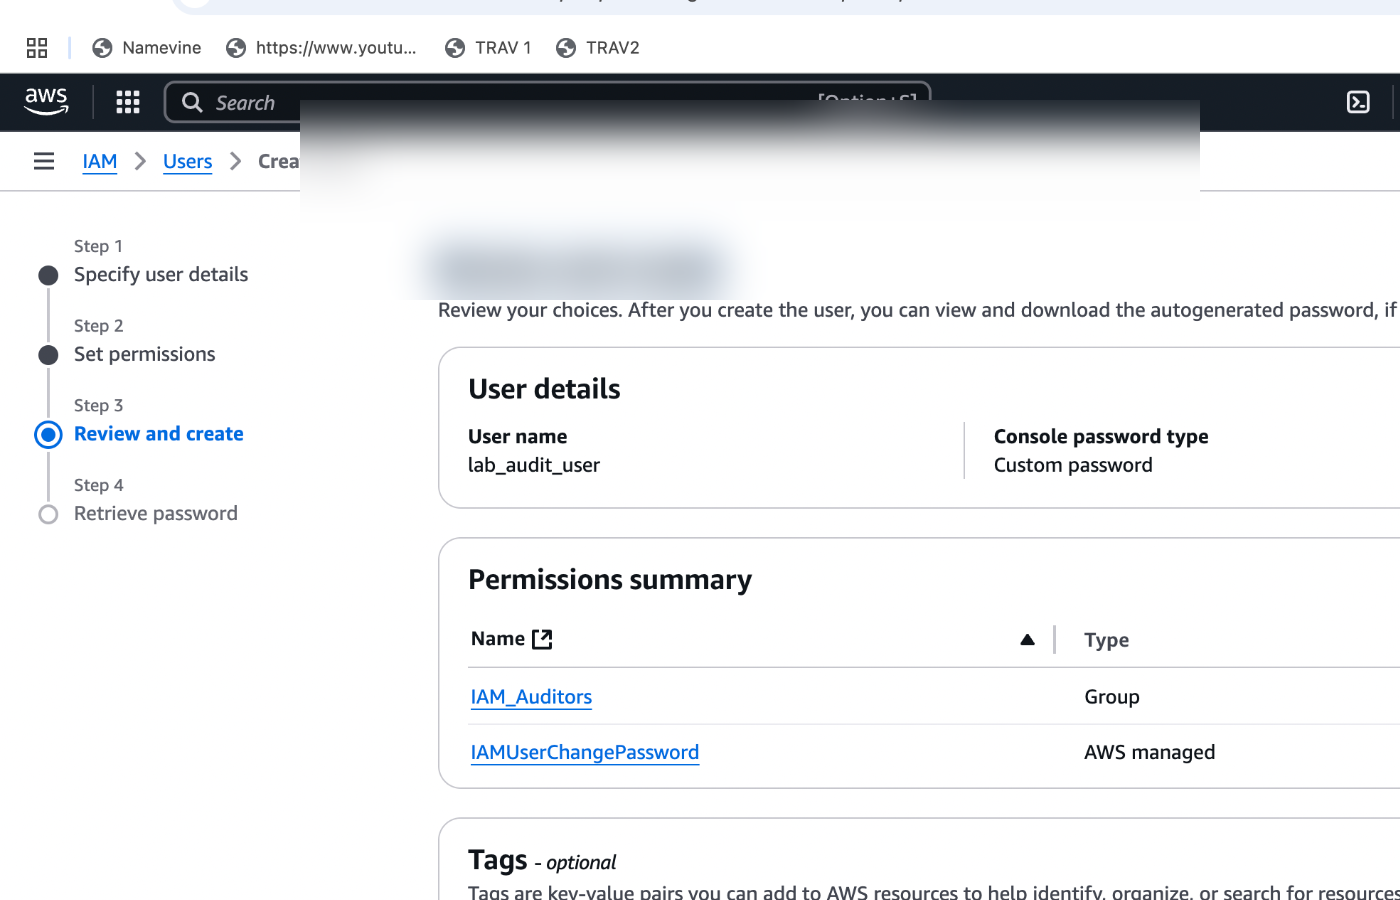 Namevine https://www.youtu... TRAV 1 TRAV2
aws Search [Option+S]
IAM Users Crea
Step 1
Specify user details
Step 2
Set permissions
Step 3
Review and create
Step 4
Retrieve password
Review your choices. After you create the user, you can view and download the autogenerated password, if
User details
User name
lab_audit_user
Console password type
Custom password
Permissions summary
Name Type
IAM_Auditors Group
IAMUserChangePassword AWS managed
Tags - optional
Tags are key-value pairs you can add to AWS resources to help identify, organize, or search for resources